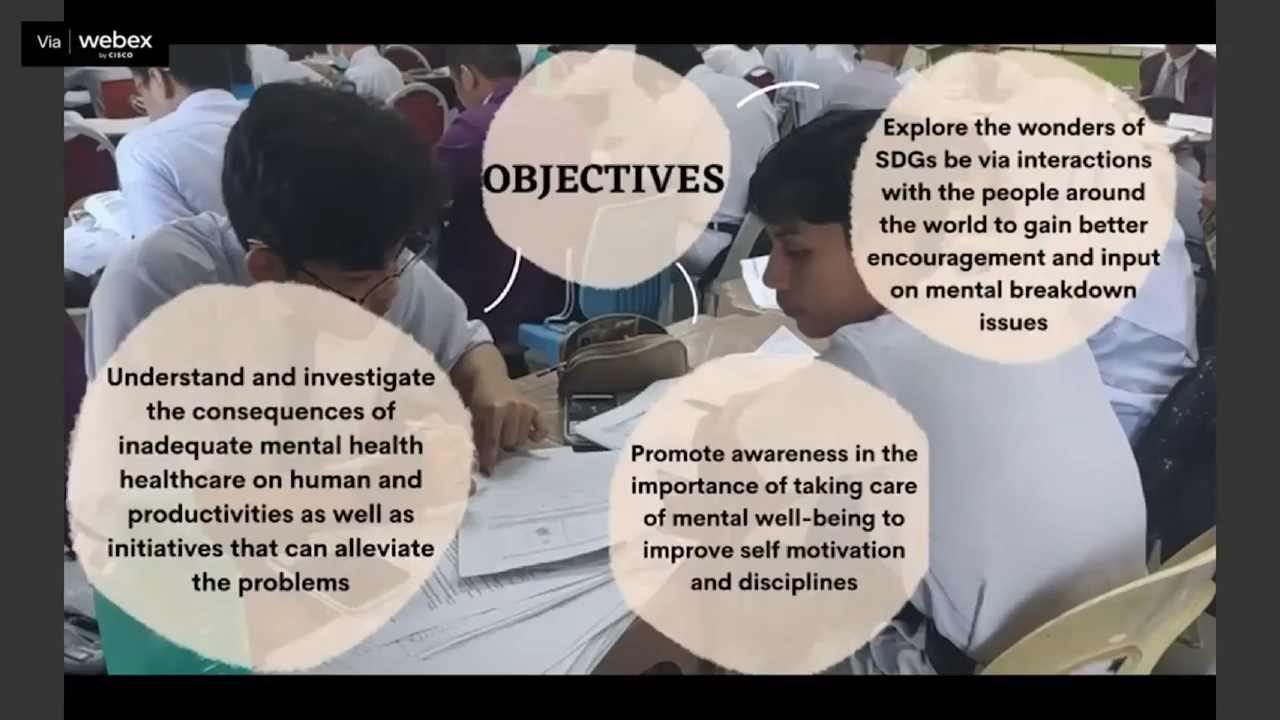 Via webex
by CISCO
OBJECTIVES
Explore the wonders of
SDGs be via interactions
with the people around
the world to gain better
encouragement and input
on mental breakdown
issues
Understand and investigate
the consequences of
inadequate mental health
healthcare on human and
productivities as well as
initiatives that can alleviate
the problems
Promote awareness in the
importance of taking care
of mental well-being to
improve self motivation
and disciplines